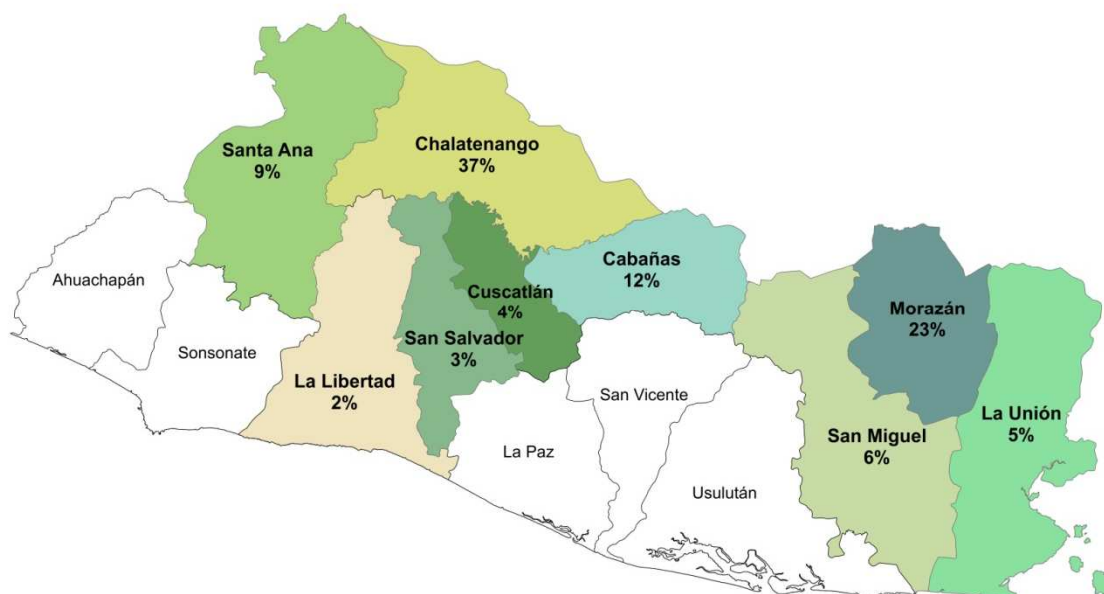 Santa Ana
9%
Chalatenango
37%
Ahuachapán
Sonsonate
La Libertad
2%
San Salvador
3%
Cuscatlán
4%
Cabañas
12%
La Paz
San Vicente
Usulután
San Miguel
6%
Morazán
23%
La Unión
5%